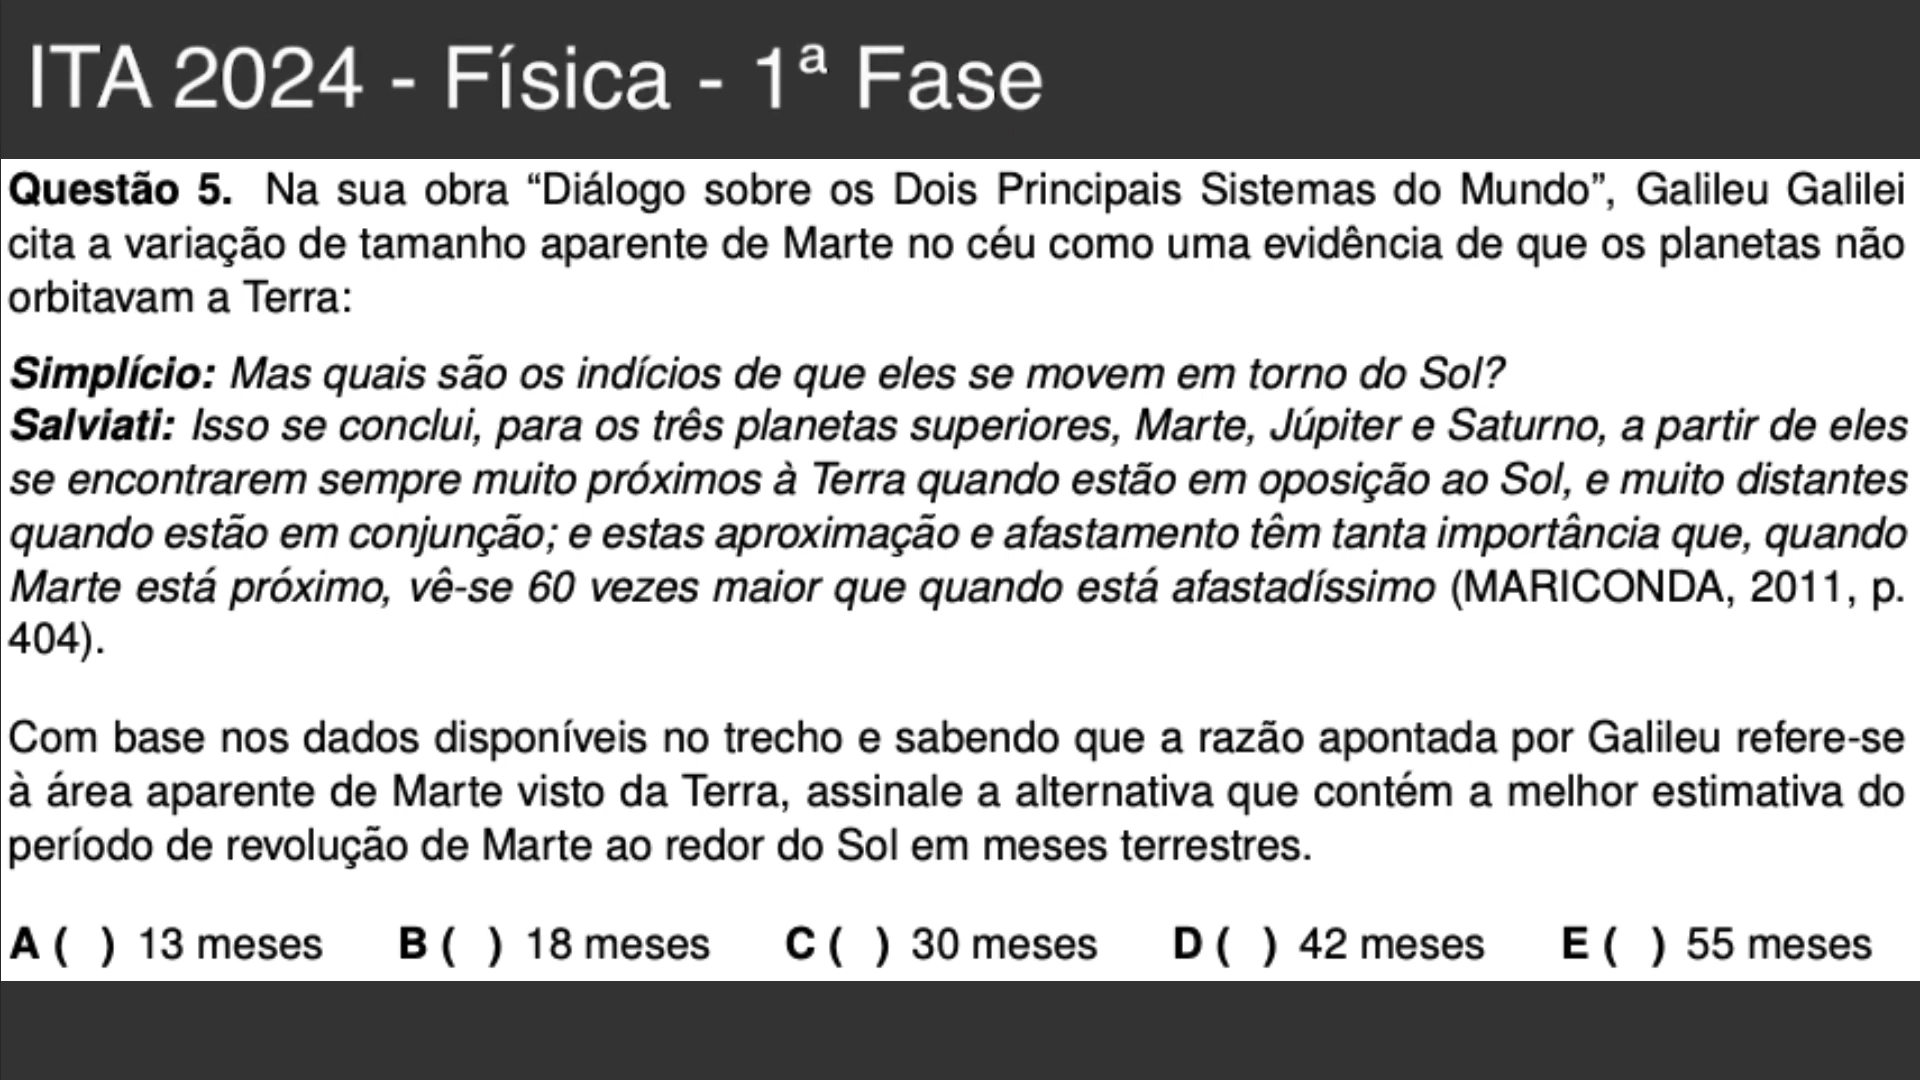 ITA 2024 - Física - 1ª Fase
Questão 5. Na sua obra “Diálogo sobre os Dois Principais Sistemas do Mundo”, Galileu Galilei
cita a variação de tamanho aparente de Marte no céu como uma evidência de que os planetas não
orbitavam a Terra:
Simplício: Mas quais são os indícios de que eles se movem em torno do Sol?
Salviati: Isso se conclui, para os três planetas superiores, Marte, Júpiter e Saturno, a partir de eles
se encontrarem sempre muito próximos à Terra quando estão em oposição ao Sol, e muito distantes
quando estão em conjunção; e estas aproximação e afastamento têm tanta importância que, quando
Marte está próximo, vê-se 60 vezes maior que quando está afastadíssimo (MARICONDA, 2011, p.
404).
Com base nos dados disponíveis no trecho e sabendo que a razão apontada por Galileu refere-se
à área aparente de Marte visto da Terra, assinale a alternativa que contém a melhor estimativa do
período de revolução de Marte ao redor do Sol em meses terrestres.
A ( ) 13 meses B ( ) 18 meses C ( ) 30 meses D ( ) 42 meses E ( ) 55 meses